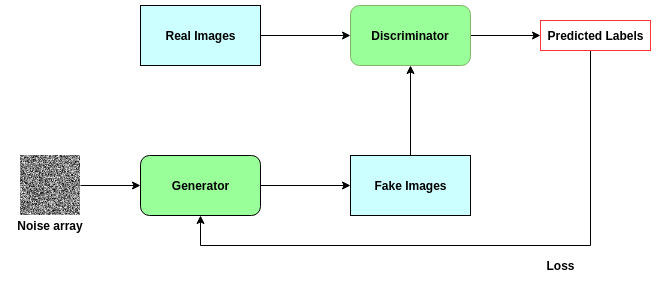 Real Images
Discriminator
Predicted Labels
Generator
Fake Images
Noise array
Loss